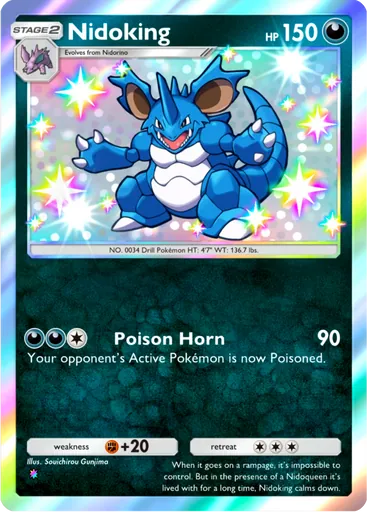 STAGE 2 Nidoking HP 150
Evolves from Nidorino
NO. 0034 Drill Pokémon HT: 4'7" WT: 136.7 lbs.
Poison Horn 90
Your opponent's Active Pokémon is now Poisoned.
weakness +20 retreat
Illus. Souichirou Gunjima
When it goes on a rampage, it's impossible to
control. But in the presence of a Nidoqueen it's
lived with for a long time, Nidoking calms down.